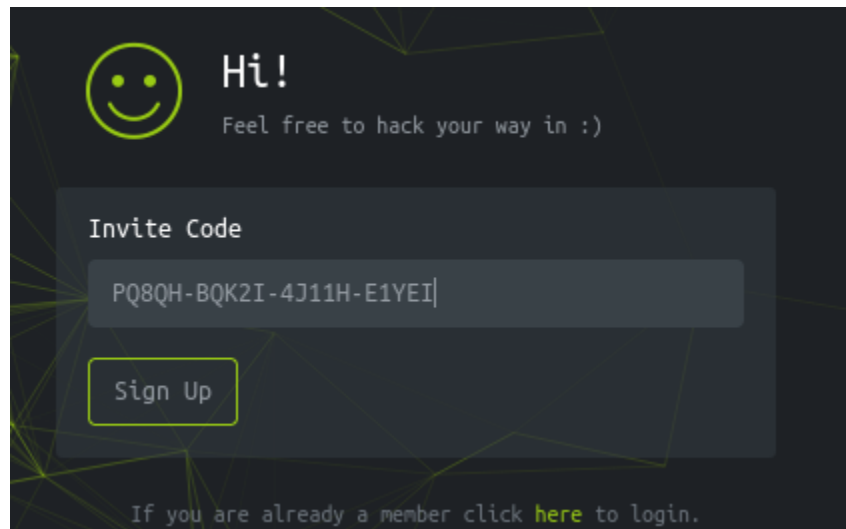 Hi!
Feel free to hack your way in :)
Invite Code
PQ8QH-BQK2I-4J11H-E1YEI
Sign Up
If you are already a member click here to login.